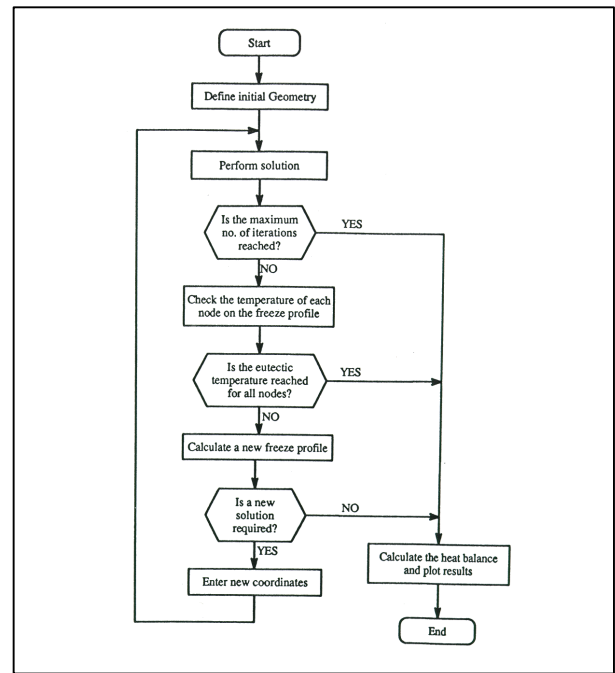 Start
Define initial Geometry
Perform solution
Is the maximum
no. of iterations
reached?
YES
NO
Check the temperature of each
node on the freeze profile
Is the eutectic
temperature reached
for all nodes?
YES
NO
Calculate a new freeze profile
Is a new
solution
required?
NO
YES
Enter new coordinates
Calculate the heat balance
and plot results
End